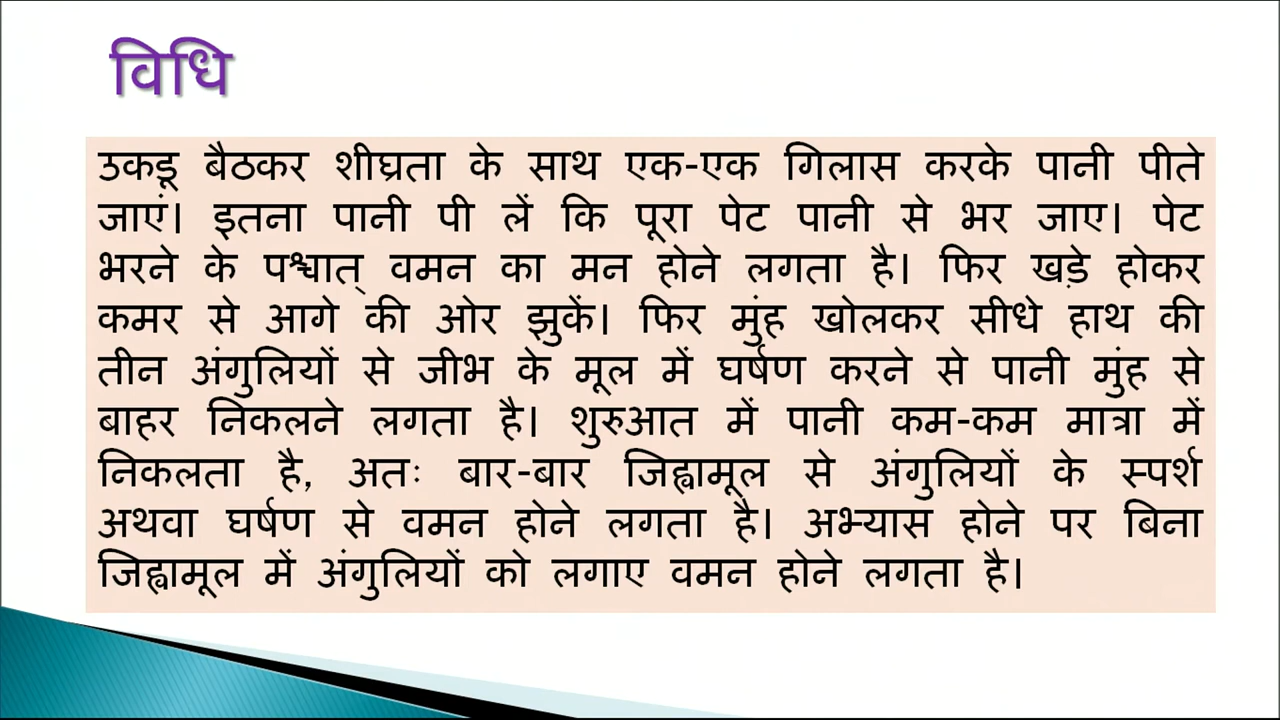 विधि
उकडू बैठकर शीघ्रता के साथ एक-एक गिलास करके पानी पीते
जाएं। इतना पानी पी लें कि पूरा पेट पानी से भर जाए। पेट
भरने के पश्चात् वमन का मन होने लगता है। फिर खड़े होकर
कमर से आगे की ओर झुकें। फिर मुंह खोलकर सीधे हाथ की
तीन अंगुलियों से जीभ के मूल में घर्षण करने से पानी मुंह से
बाहर निकलने लगता है। शुरुआत में पानी कम-कम मात्रा में
निकलता है, अतः बार-बार जिह्वामूल से अंगुलियों के स्पर्श
अथवा घर्षण से वमन होने लगता है। अभ्यास होने पर बिना
जिह्वामूल में अंगुलियों को लगाए वमन होने लगता है।